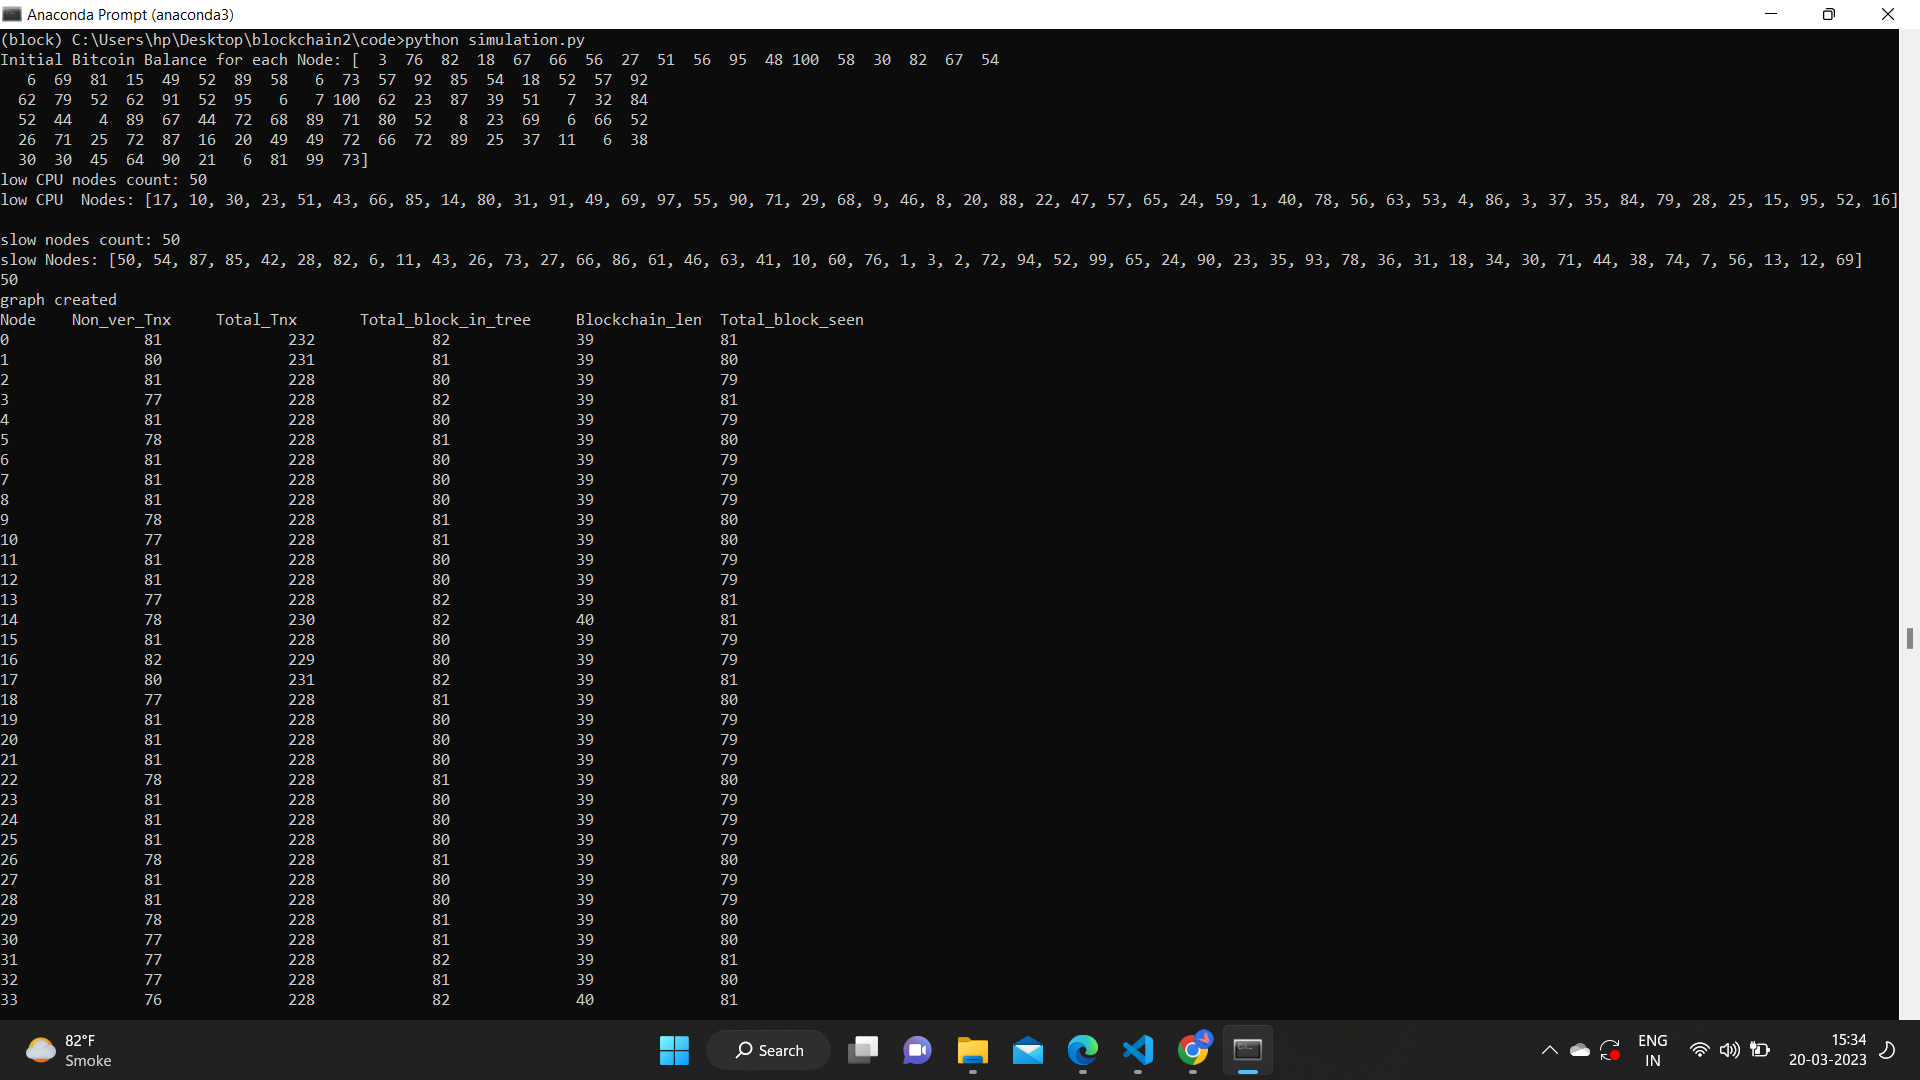 Anaconda Prompt (anaconda3)
(block) C:\Users\hp\Desktop\blockchain2\code>python simulation.py
Initial Bitcoin Balance for each Node: [  3  76  82  18  67  66  56  27  51  56  95  48 100  58  30  82  67  54
   6  69  81  15  49  52  89  58   6  73  57  92  85  54  18  52  57  92
  62  79  52  62  91  52  95   6   7 100  62  23  87  39  51   7  32  84
  52  44   4  89  67  44  72  68  89  71  80  52   8  23  69   6  66  52
  26  71  25  72  87  16  20  49  49  72  66  72  89  25  37  11   6  38
  30  30  45  64  90  21   6  81  99  73]
low CPU nodes count: 50
low CPU  Nodes: [17, 10, 30, 23, 51, 43, 66, 85, 14, 80, 31, 91, 49, 69, 97, 55, 90, 71, 29, 68, 9, 46, 8, 20, 88, 22, 47, 57, 65, 24, 59, 1, 40, 78, 56, 63, 53, 4, 86, 3, 37, 35, 84, 79, 28, 25, 15, 95, 52, 16]
slow nodes count: 50
slow Nodes: [50, 54, 87, 85, 42, 28, 82, 6, 11, 43, 26, 73, 27, 66, 86, 61, 46, 63, 41, 10, 60, 76, 1, 3, 2, 72, 94, 52, 99, 65, 24, 90, 23, 35, 93, 78, 36, 31, 18, 34, 30, 71, 44, 38, 74, 7, 56, 13, 12, 69]
50
graph created
Node    Non_ver_Tnx     Total_Tnx       Total_block_in_tree     Blockchain_len  Total_block_seen
0               81              232             82              39              81
1               80              231             81              39              80
2               81              228             80              39              79
3               77              228             82              39              81
4               81              228             80              39              79
5               78              228             81              39              80
6               81              228             80              39              79
7               81              228             80              39              79
8               81              228             80              39              79
9               78              228             81              39              80
10              77              228             81              39              80
11              81              228             80              39              79
12              81              228             80              39              79
13              77              228             82              39              81
14              78              230             82              40              81
15              81              228             80              39              79
16              82              229             80              39              79
17              80              231             82              39              81
18              77              228             81              39              80
19              81              228             80              39              79
20              81              228             80              39              79
21              81              228             80              39              79
22              78              228             81              39              80
23              81              228             80              39              79
24              81              228             80              39              79
25              81              228             80              39              79
26              78              228             81              39              80
27              81              228             80              39              79
28              81              228             80              39              79
29              78              228             81              39              80
30              77              228             81              39              80
31              77              228             82              39              81
32              77              228             81              39              80
33              76              228             82              40              81
82°F
Smoke
Search
ENG
IN
15:34
20-03-2023